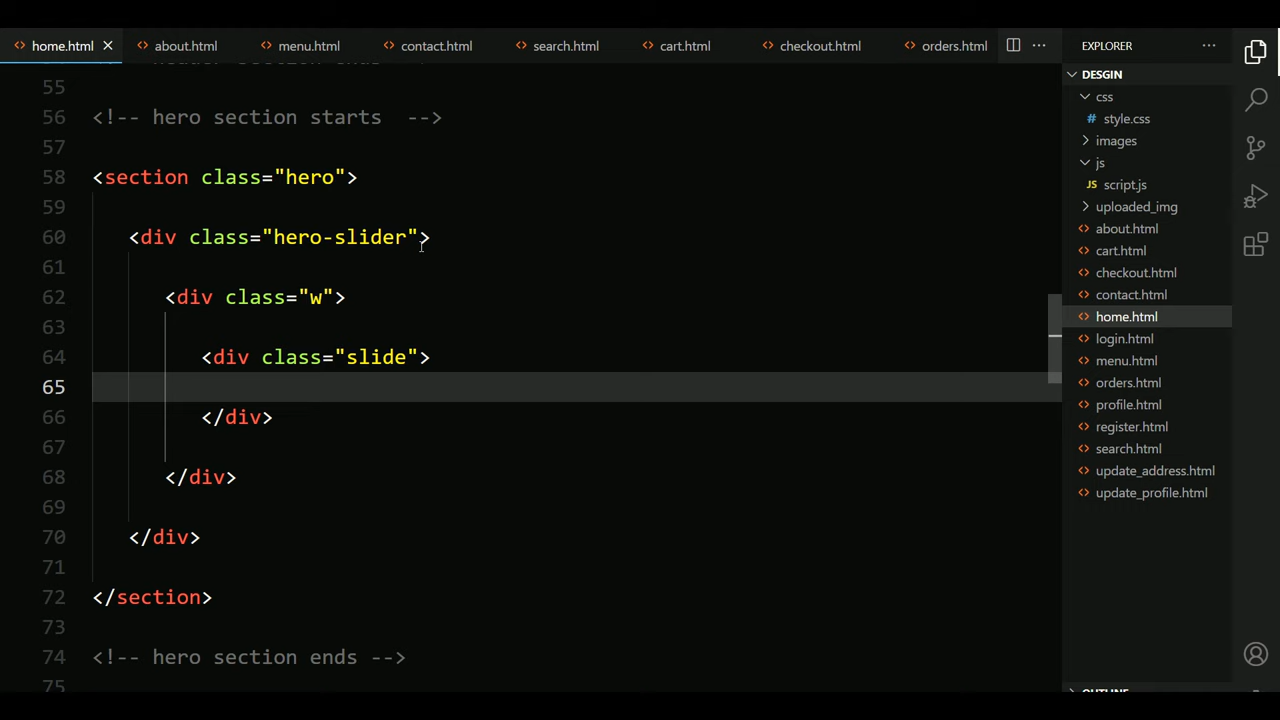 home.html
about.html
menu.html
contact.html
search.html
cart.html
checkout.html
orders.html
55
56 <!-- hero section starts  -->
57
58 <section class="hero">
59
60 <div class="hero-slider">
61
62 <div class="w">
63
64 <div class="slide">
65
66 </div>
67
68 </div>
69
70 </div>
71
72 </section>
73
74 <!-- hero section ends -->
75
EXPLORER
DESGIN
css
# style.css
images
js
JS script.js
uploaded_img
about.html
cart.html
checkout.html
contact.html
home.html
login.html
menu.html
orders.html
profile.html
register.html
search.html
update_address.html
update_profile.html
OUTLINE